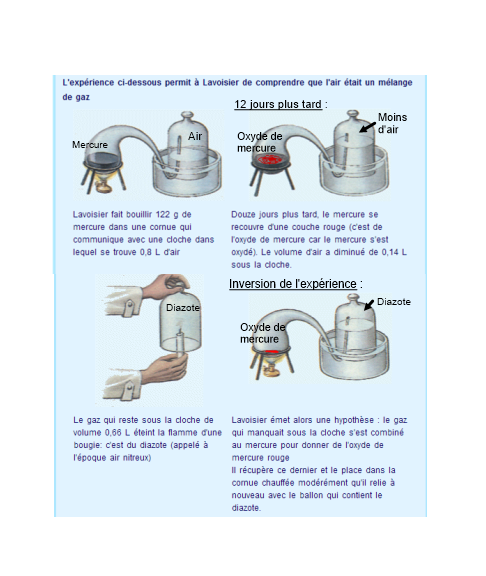 L'expérience ci-dessous permit à Lavoisier de comprendre que l'air était un mélange
de gaz
Mercure
Air
Lavoisier fait bouillir 122 g de
mercure dans une cornue qui
communique avec une cloche dans
lequel se trouve 0,8 L d'air
12 jours plus tard :
Oxyde de
mercure
Moins
d'air
Douze jours plus tard, le mercure se
recouvre d'une couche rouge (c'est de
l'oxyde de mercure car le mercure s'est
oxydé). Le volume d'air a diminué de 0,14 L
sous la cloche.
Diazote
Le gaz qui reste sous la cloche de
volume 0,66 L éteint la flamme d'une
bougie: c'est du diazote (appelé à
l'époque air nitreux)
Inversion de l'expérience :
Oxyde de
mercure
Diazote
Lavoisier émet alors une hypothèse : le gaz
qui manquait sous la cloche s'est combiné
au mercure pour donner de l'oxyde de
mercure rouge
Il récupère ce dernier et le place dans la
cornue chauffée modérément qu'il relie à
nouveau avec le ballon qui contient le
diazote.